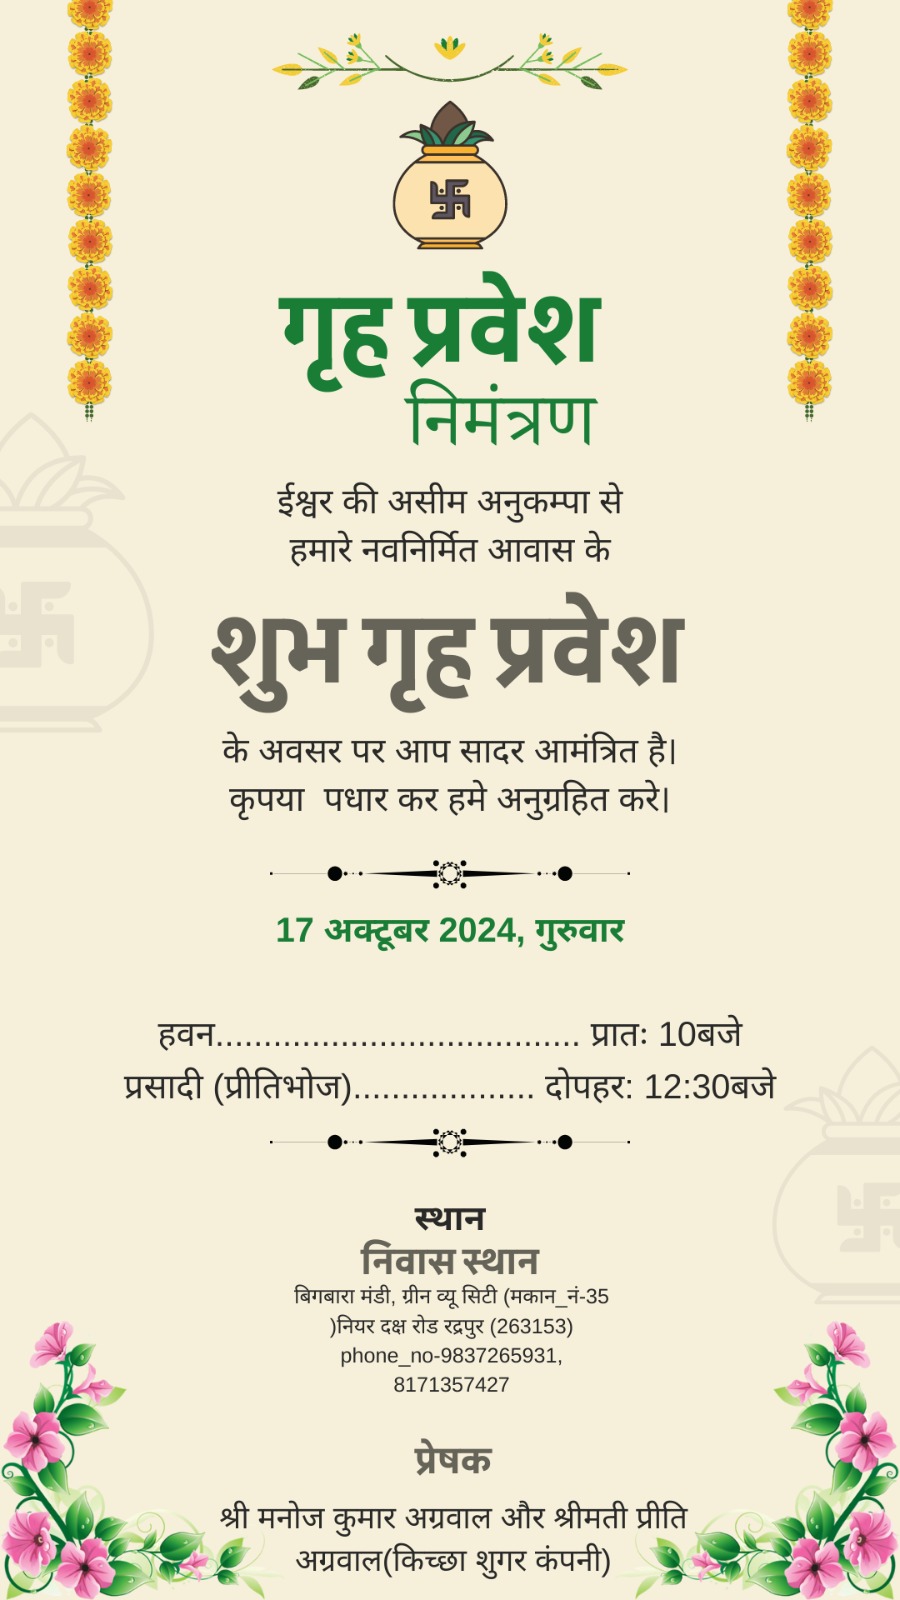 गृह प्रवेश
निमंत्रण
ईश्वर की असीम अनुकम्पा से
हमारे नवनिर्मित आवास के
शुभ गृह प्रवेश
के अवसर पर आप सादर आमंत्रित है।
कृपया पधार कर हमे अनुग्रहित करे।
17 अक्टूबर 2024, गुरुवार
हवन...................................... प्रातः 10बजे
प्रसादी (प्रीतिभोज)................... दोपहर: 12:30बजे
स्थान
निवास स्थान
बिगबारा मंडी, ग्रीन व्यू सिटी (मकान_नं-35
)नियर दक्ष रोड रद्रपुर (263153)
phone_no-9837265931,
8171357427
प्रेषक
श्री मनोज कुमार अग्रवाल और श्रीमती प्रीति
अग्रवाल(किच्छा शुगर कंपनी)